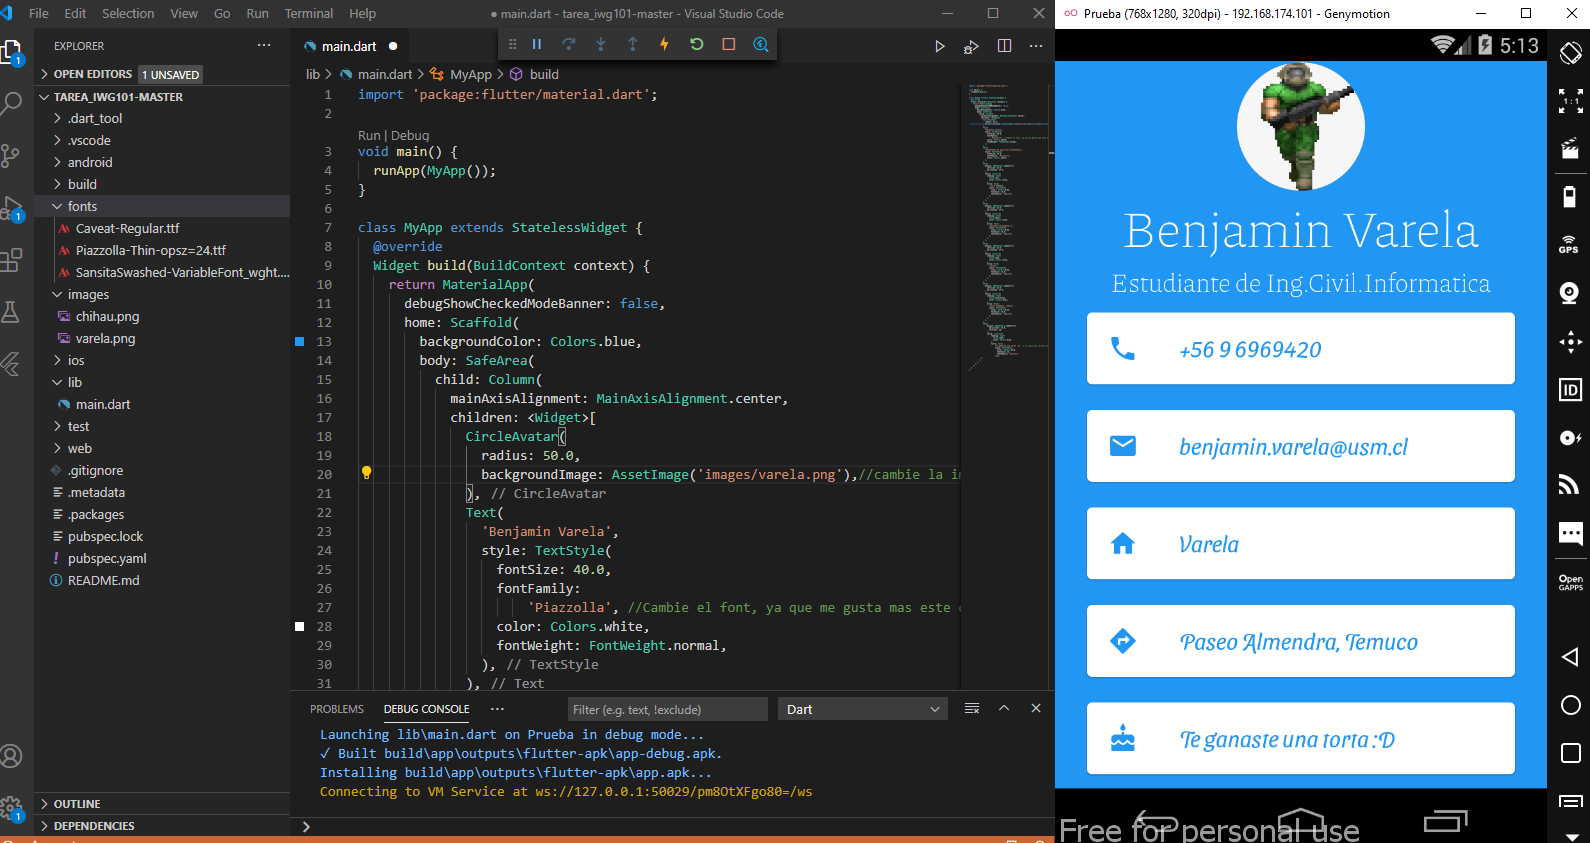 File Edit Selection View Go Run Terminal Help
● main.dart - tarea_iwg101-master - Visual Studio Code
EXPLORER
OPEN EDITORS 1 UNSAVED
TAREA_IWG101-MASTER
.dart_tool
.vscode
android
build
fonts
Caveat-Regular.ttf
Piazzolla-Thin-opsz=24.ttf
SansitaSwashed-VariableFont_wght....
images
chihau.png
varela.png
ios
lib
main.dart
test
web
.gitignore
.metadata
.packages
pubspec.lock
pubspec.yaml
README.md
OUTLINE
DEPENDENCIES
1
1
1
main.dart ●
lib > main.dart > MyApp > build
1 import 'package:flutter/material.dart';
2
Run | Debug
3 void main() {
4 runApp(MyApp());
5 }
6
7 class MyApp extends StatelessWidget {
8 @override
9 Widget build(BuildContext context) {
10 return MaterialApp(
11 debugShowCheckedModeBanner: false,
12 home: Scaffold(
13 backgroundColor: Colors.blue,
14 body: SafeArea(
15 child: Column(
16 mainAxisAlignment: MainAxisAlignment.center,
17 children: <Widget>[
18 CircleAvatar(
19 radius: 50.0,
20 backgroundImage: AssetImage('images/varela.png'),//cambie la i
21 ), // CircleAvatar
22 Text(
23 'Benjamin Varela',
24 style: TextStyle(
25 fontSize: 40.0,
26 fontFamily:
27 'Piazzolla', //Cambie el font, ya que me gusta mas este
28 color: Colors.white,
29 fontWeight: FontWeight.normal,
30 ), // TextStyle
31 ), // Text
PROBLEMS DEBUG CONSOLE ...
Filter (e.g. text, !exclude)
Dart
Launching lib\main.dart on Prueba in debug mode...
✓ Built build\app\outputs\flutter-apk\app-debug.apk.
Installing build\app\outputs\flutter-apk\app.apk...
Connecting to VM Service at ws://127.0.0.1:50029/pm8OtXFgo80=/ws
>
Prueba (768x1280, 320dpi) - 192.168.174.101 - Genymotion
5:13
Benjamin Varela
Estudiante de Ing.Civil.Informatica
+56 9 6969420
benjamin.varela@usm.cl
Varela
Paseo Almendra, Temuco
Te ganaste una torta :D
Free for personal use
1:1
GPS
ID
Open
GAPPS